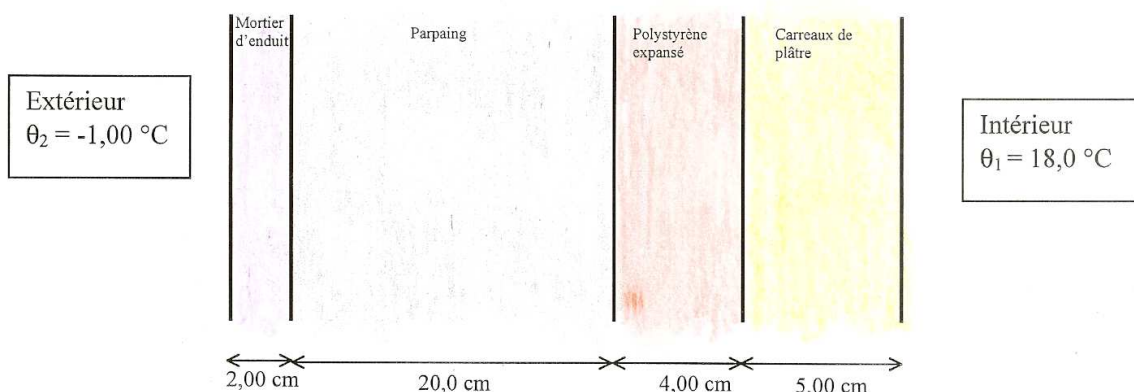 Mortier
d'enduit
Parpaing
Polystyrène
expansé
Carreaux de
plâtre
Extérieur
θ₂ = -1,00 °C
Intérieur
θ₁ = 18,0 °C
2,00 cm
20,0 cm
4,00 cm
5,00 cm